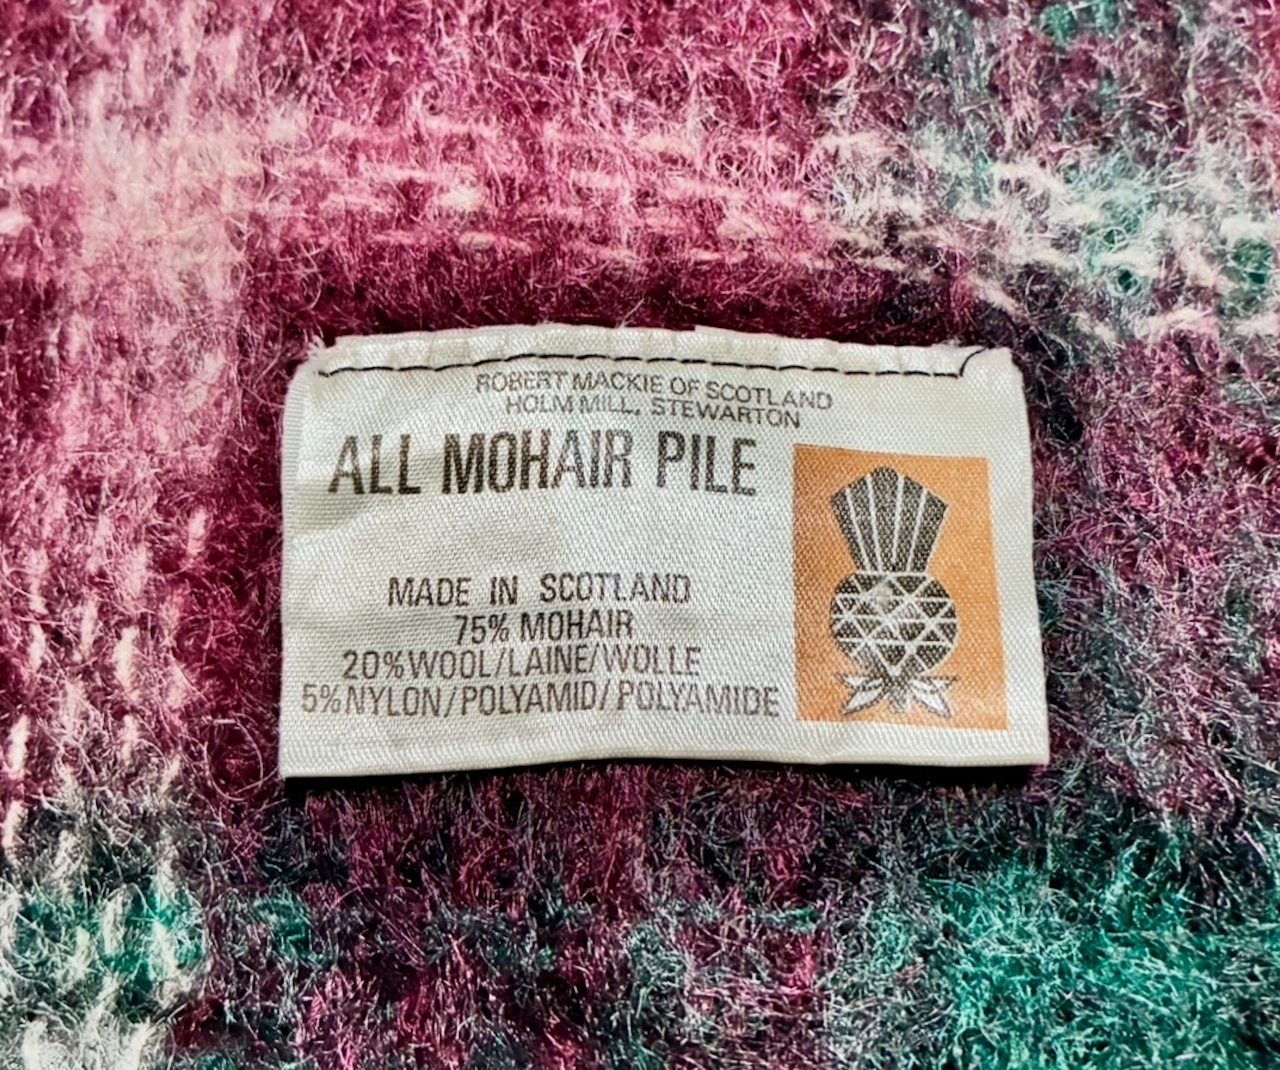 ROBERT MACKIE OF SCOTLAND
HOLM MILL, STEWARTON
ALL MOHAIR PILE
MADE IN SCOTLAND
75% MOHAIR
20%WOOL/LAINE/WOLLE
5%NYLON/POLYAMID/POLYAMIDE